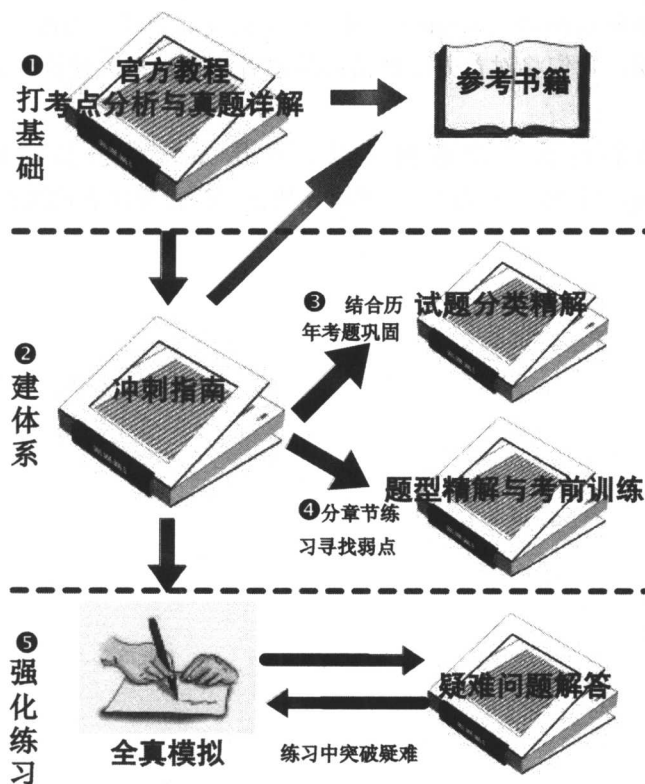 ❶
打
基
础
官方教程
考点分析与真题详解
参考书籍
❷
建
体
系
冲刺指南
❸ 结合历
年考题巩固
试题分类精解
题型精解与考前训练
❹分章节练
习寻找弱点
❺
强
化
练
习
全真模拟
练习中突破疑难
疑难问题解答